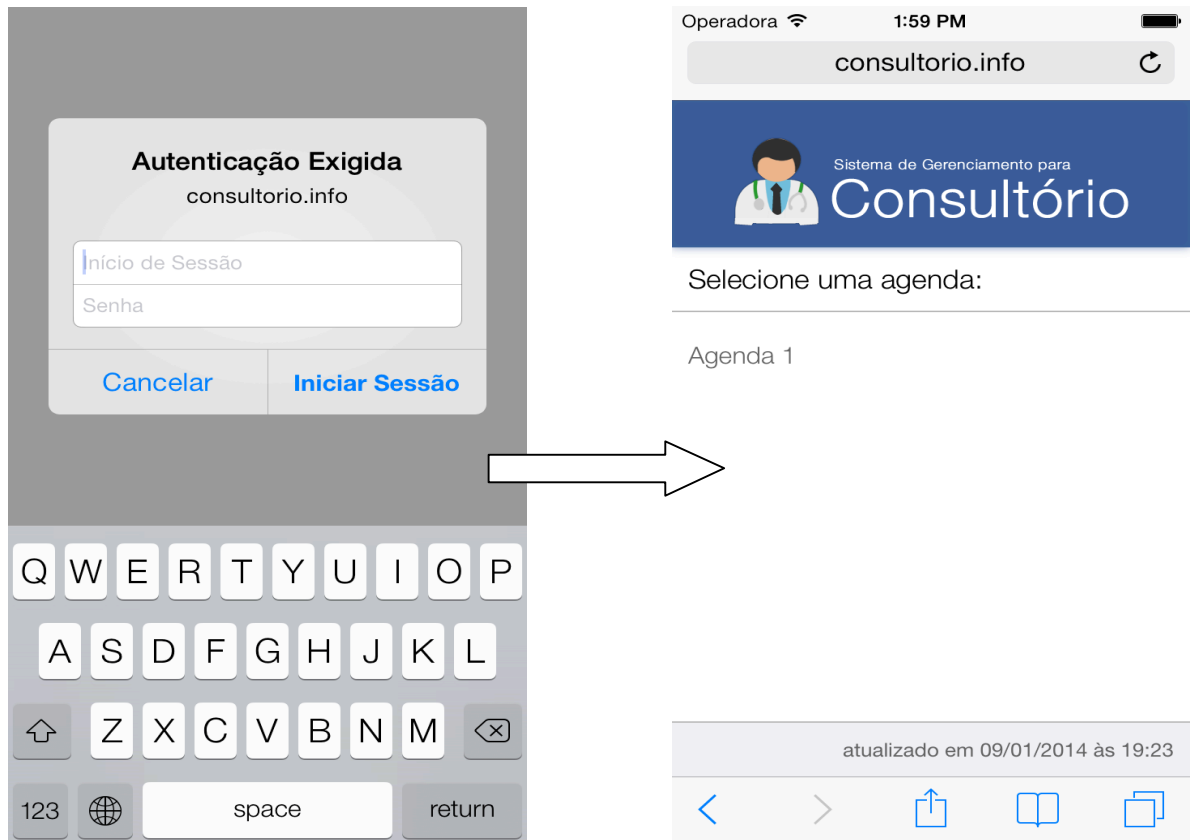 Autenticação Exigida
consultorio.info
Início de Sessão
Senha
Cancelar
Iniciar Sessão
Q W E R T Y U I O P
A S D F G H J K L
Z X C V B N M
123
space
return
Operadora
1:59 PM
consultorio.info
Sistema de Gerenciamento para
Consultório
Selecione uma agenda:
Agenda 1
atualizado em 09/01/2014 às 19:23